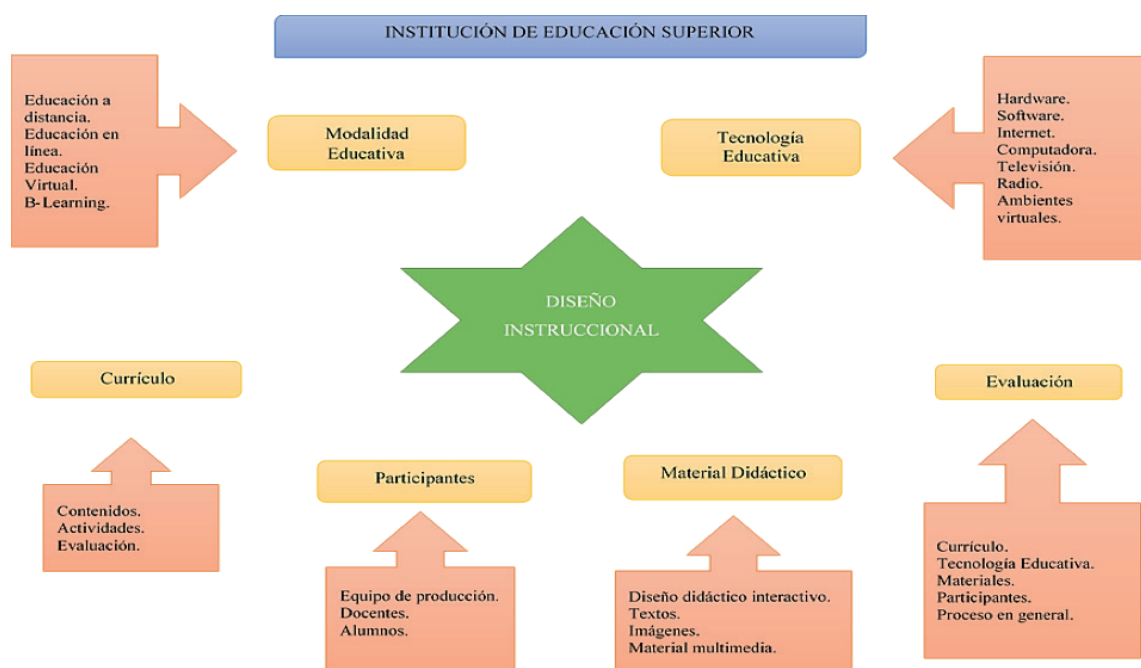 INSTITUCIÓN DE EDUCACIÓN SUPERIOR
Educación a
distancia.
Educación en
línea.
Educación
Virtual.
B-Learning.
Modalidad
Educativa
Tecnología
Educativa
Hardware.
Software.
Internet.
Computadora.
Televisión.
Radio.
Ambientes
virtuales.
DISEÑO
INSTRUCCIONAL
Currículo
Contenidos.
Actividades.
Evaluación.
Participantes
Equipo de producción.
Docentes.
Alumnos.
Material Didáctico
Diseño didáctico interactivo.
Textos.
Imágenes.
Material multimedia.
Evaluación
Currículo.
Tecnología Educativa.
Materiales.
Participantes.
Proceso en general.